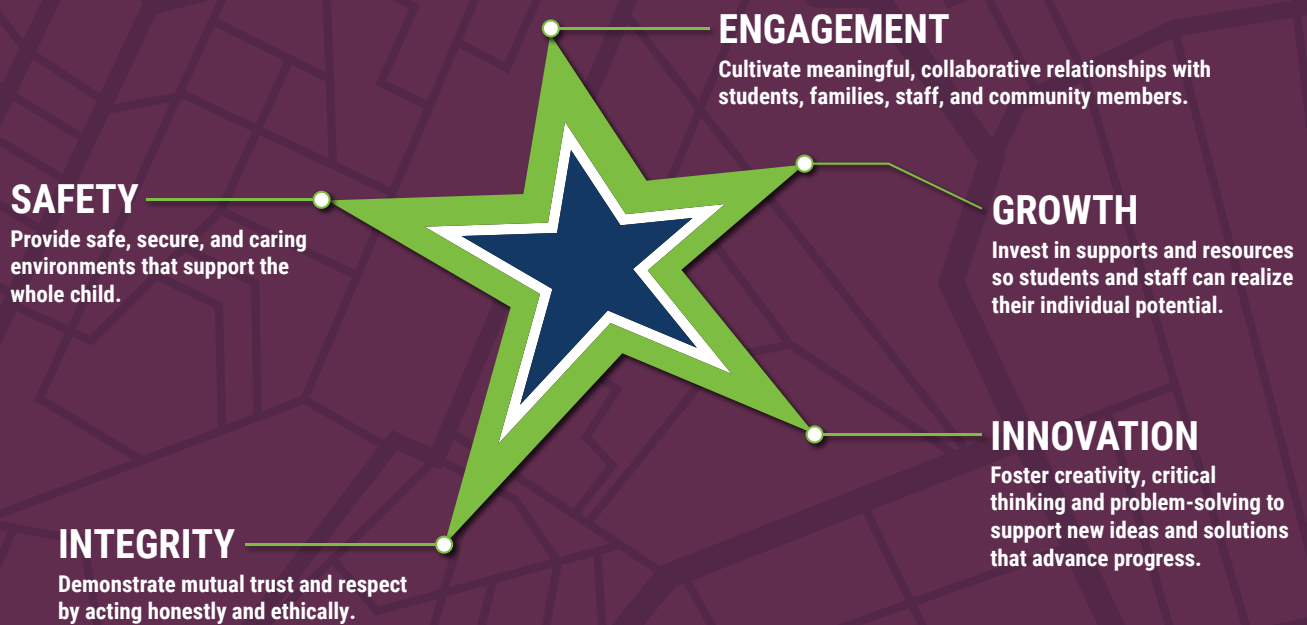 ENGAGEMENT
Cultivate meaningful, collaborative relationships with
students, families, staff, and community members.
SAFETY
Provide safe, secure, and caring
environments that support the
whole child.
GROWTH
Invest in supports and resources
so students and staff can realize
their individual potential.
INNOVATION
Foster creativity, critical
thinking and problem-solving to
support new ideas and solutions
that advance progress.
INTEGRITY
Demonstrate mutual trust and respect
by acting honestly and ethically.